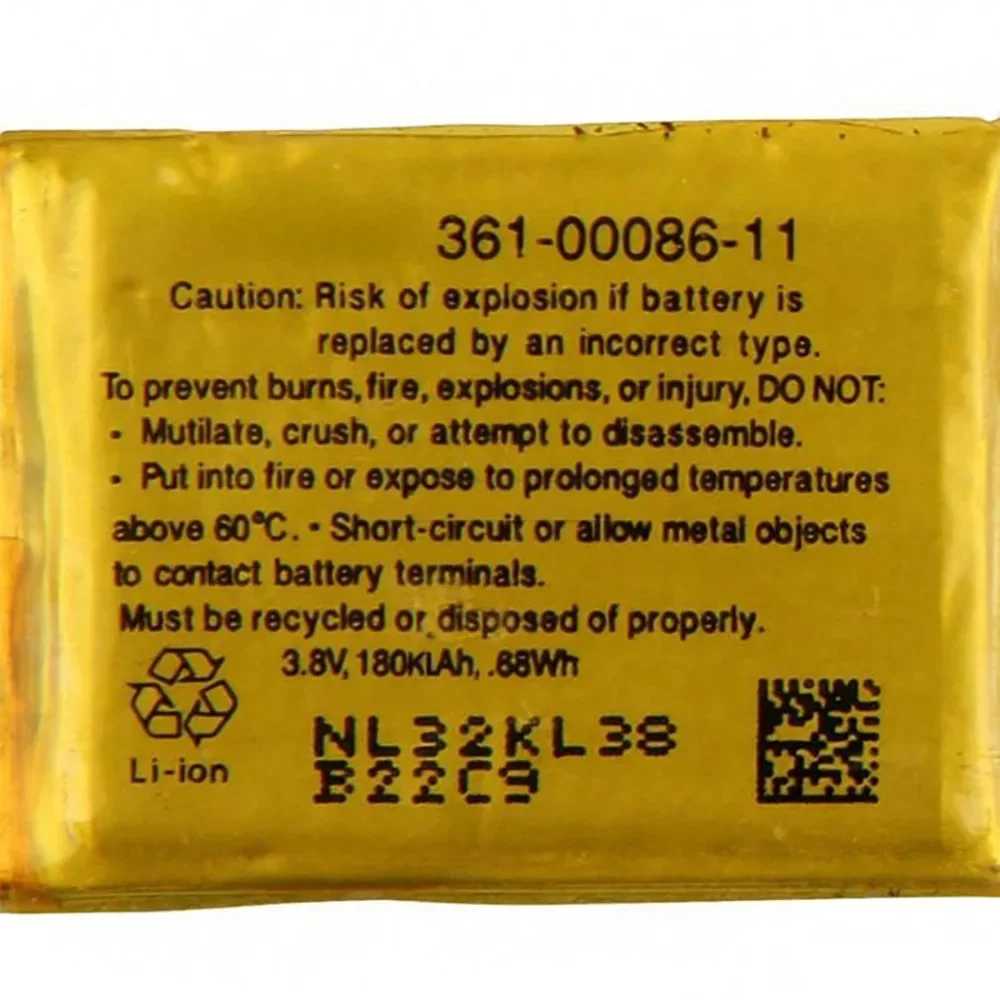 361-00086-11
Caution: Risk of explosion if battery is
replaced by an incorrect type.
To prevent burns, fire, explosions, or injury, DO NOT:
• Mutilate, crush, or attempt to disassemble.
• Put into fire or expose to prolonged temperatures
above 60°C. • Short-circuit or allow metal objects
to contact battery terminals.
Must be recycled or disposed of properly.
3.8V, 180KLAh, .68Wh
NL32KL38
B22C9
Li-ion